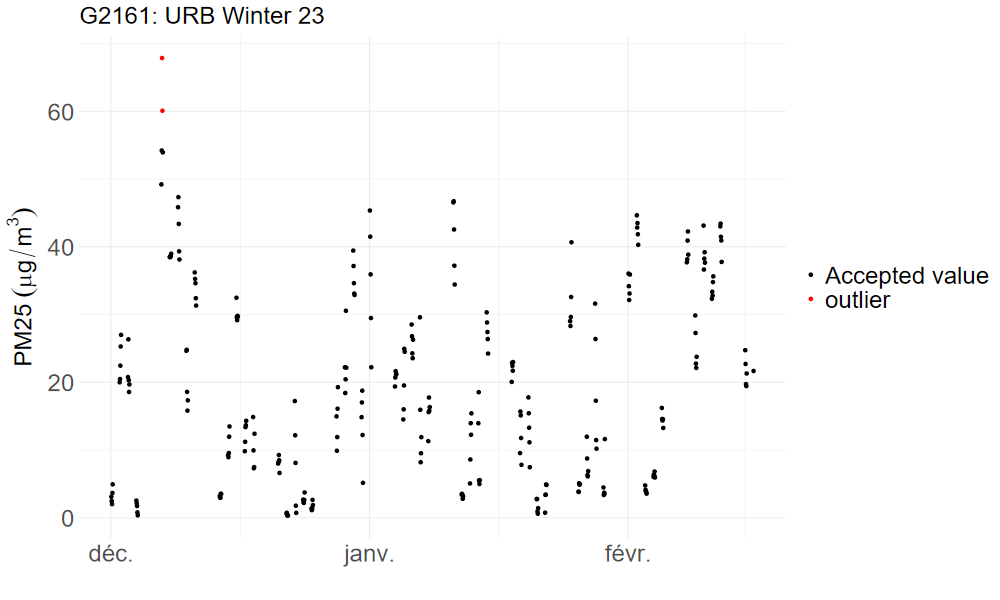 G2161: URB Winter 23
PM25 (μg/m³)
60
40
20
0
déc.
janv.
févr.
Accepted value
outlier